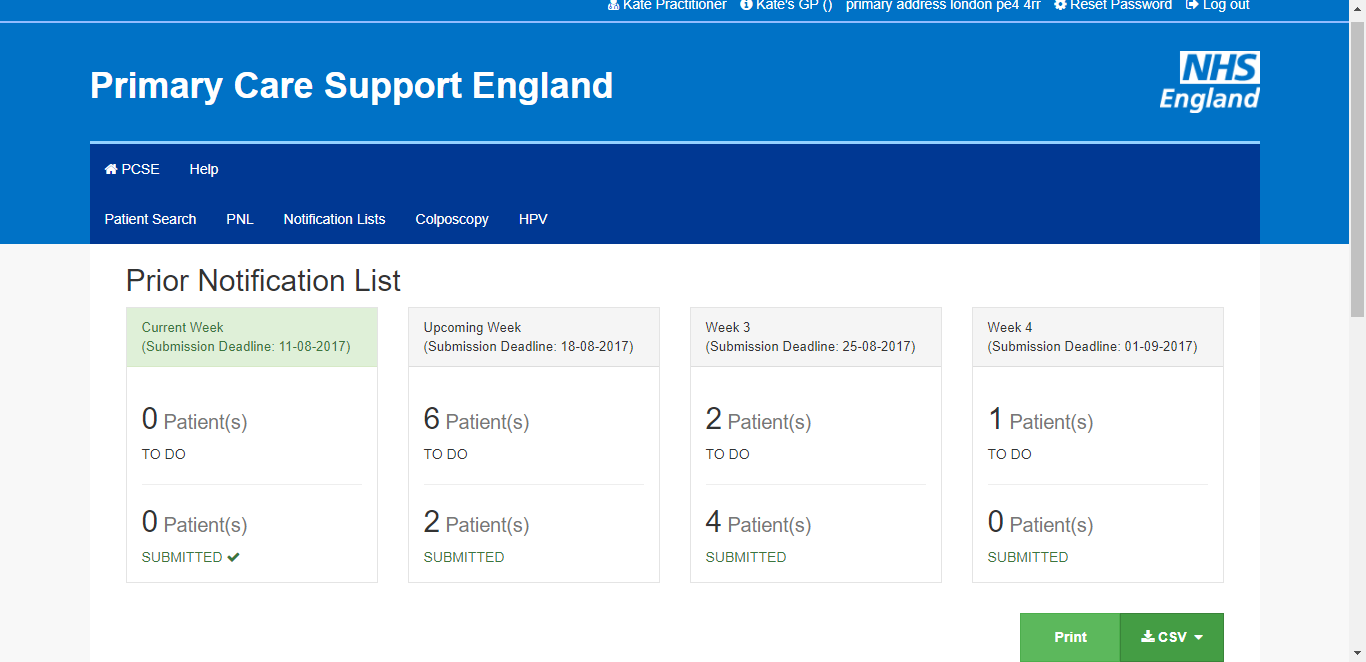 Kate Practitioner Kate's GP () primary address london pe4 4rr Reset Password Log out
Primary Care Support England
NHS
England
PCSE Help
Patient Search PNL Notification Lists Colposcopy HPV
Prior Notification List
Current Week
(Submission Deadline: 11-08-2017)
0 Patient(s)
TO DO
0 Patient(s)
SUBMITTED
Upcoming Week
(Submission Deadline: 18-08-2017)
6 Patient(s)
TO DO
2 Patient(s)
SUBMITTED
Week 3
(Submission Deadline: 25-08-2017)
2 Patient(s)
TO DO
4 Patient(s)
SUBMITTED
Week 4
(Submission Deadline: 01-09-2017)
1 Patient(s)
TO DO
0 Patient(s)
SUBMITTED
Print CSV